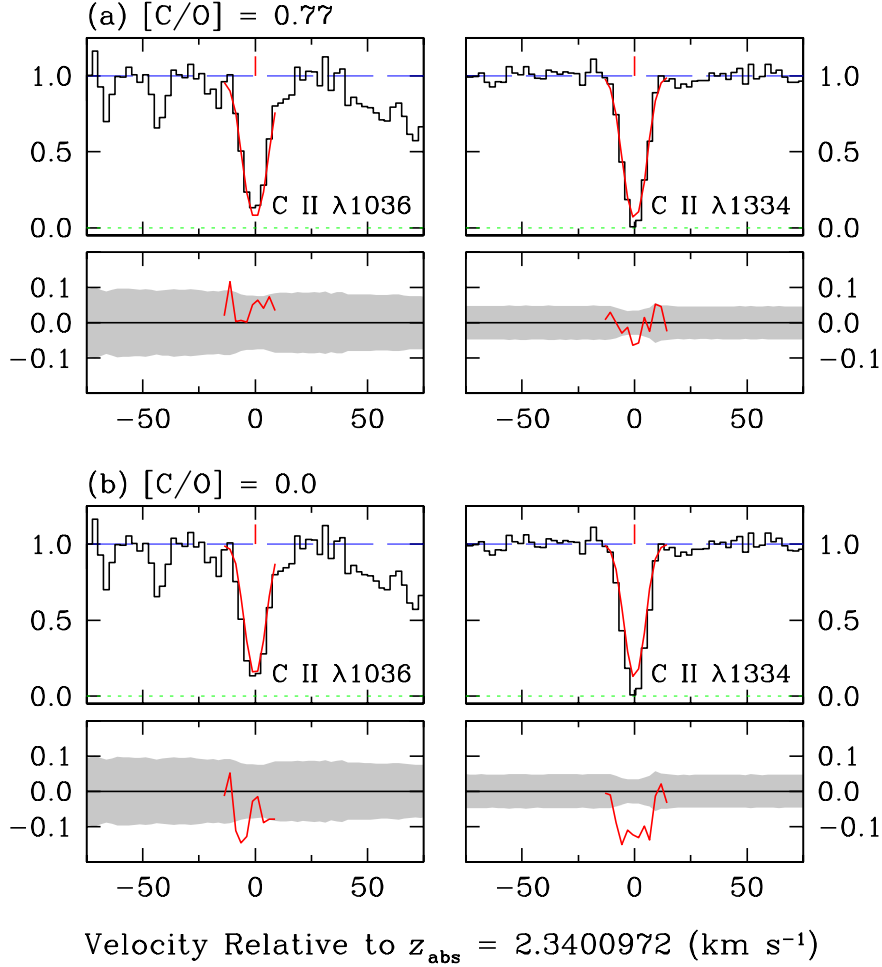 (a) [C/O] = 0.77
1.0 1.0
0.5 0.5
C II λ1036 C II λ1334
0.0 0.0
0.1 0.1
0.0 0.0
−0.1 −0.1
−50 0 50 −50 0 50
(b) [C/O] = 0.0
1.0 1.0
0.5 0.5
C II λ1036 C II λ1334
0.0 0.0
0.1 0.1
0.0 0.0
−0.1 −0.1
−50 0 50 −50 0 50
Velocity Relative to z_abs = 2.3400972 (km s⁻¹)